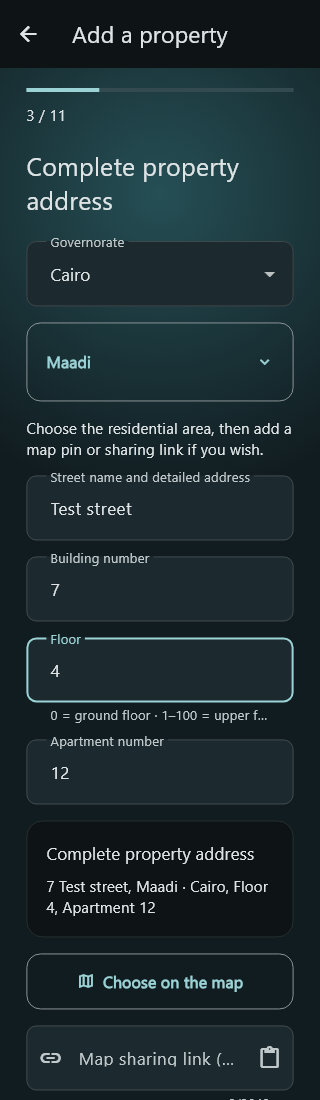 Add a property
3 / 11
Complete property
address
Governorate
Cairo
Maadi
Choose the residential area, then add a
map pin or sharing link if you wish.
Street name and detailed address
Test street
Building number
7
Floor
4
0 = ground floor · 1–100 = upper f...
Apartment number
12
Complete property address
7 Test street, Maadi · Cairo, Floor
4, Apartment 12
Choose on the map
Map sharing link (...